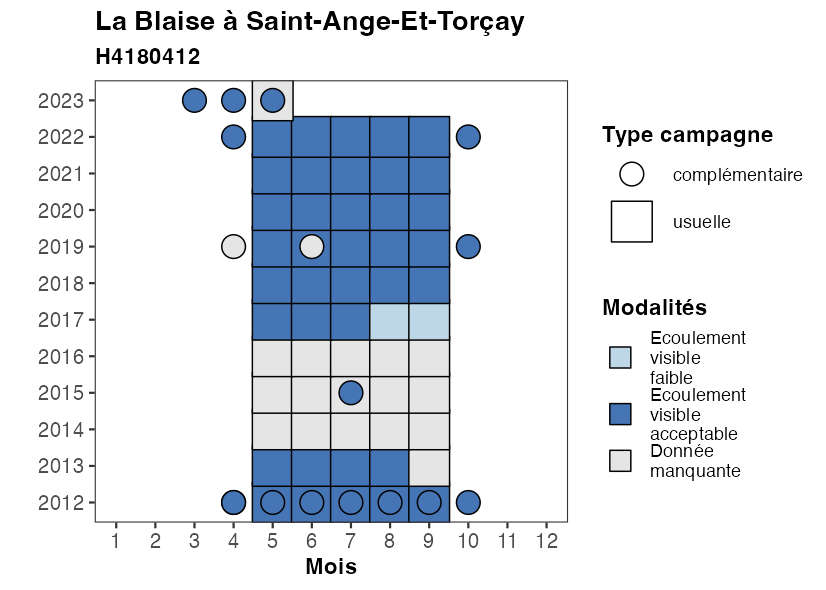 La Blaise à Saint-Ange-Et-Torçay
H4180412
2023
2022
2021
2020
2019
2018
2017
2016
2015
2014
2013
2012
1 2 3 4 5 6 7 8 9 10 11 12
Mois
Type campagne
complémentaire
usuelle
Modalités
Ecoulement
visible
faible
Ecoulement
visible
acceptable
Donnée
manquante